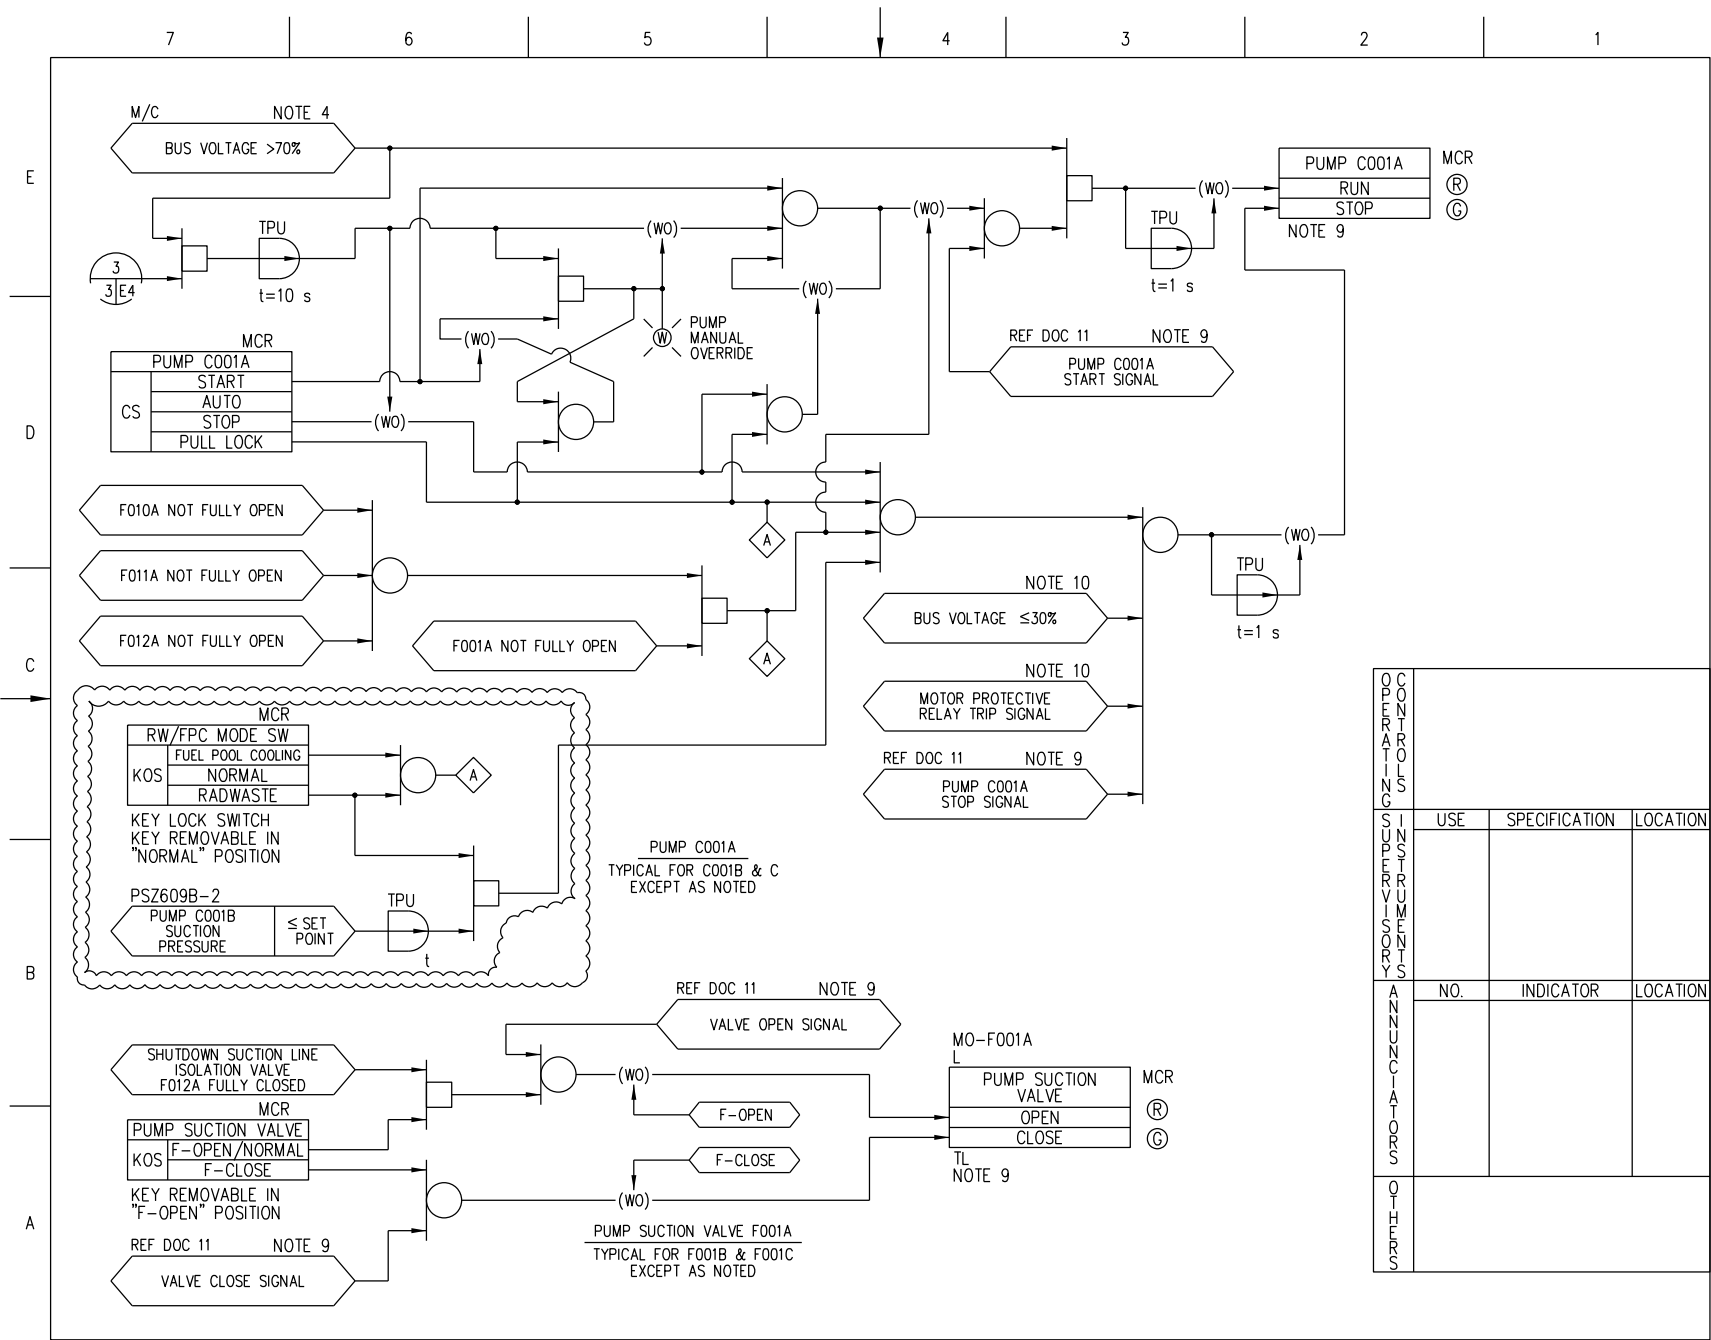 7 6 5 4 3 2 1
E
D
C
B
A
M/C NOTE 4
BUS VOLTAGE >70%
TPU
t=10 s
3
3 E4
(WO)
(WO)
(WO)
(WO)
(WO)
(WO)
W
PUMP
MANUAL
OVERRIDE
TPU
t=1 s
(WO)
PUMP C001A
RUN
STOP
MCR
R
G
NOTE 9
MCR
PUMP C001A
CS
START
AUTO
STOP
PULL LOCK
REF DOC 11 NOTE 9
PUMP C001A
START SIGNAL
F010A NOT FULLY OPEN
F011A NOT FULLY OPEN
F012A NOT FULLY OPEN
F001A NOT FULLY OPEN
A
A
NOTE 10
BUS VOLTAGE ≤30%
NOTE 10
MOTOR PROTECTIVE
RELAY TRIP SIGNAL
REF DOC 11 NOTE 9
PUMP C001A
STOP SIGNAL
TPU
t=1 s
MCR
RW/FPC MODE SW
KOS
FUEL POOL COOLING
NORMAL
RADWASTE
A
KEY LOCK SWITCH
KEY REMOVABLE IN
"NORMAL" POSITION
PSZ609B-2
PUMP C001B
SUCTION
PRESSURE
≤ SET
POINT
TPU
t
PUMP C001A
TYPICAL FOR C001B & C
EXCEPT AS NOTED
REF DOC 11 NOTE 9
VALVE OPEN SIGNAL
SHUTDOWN SUCTION LINE
ISOLATION VALVE
F012A FULLY CLOSED
MCR
PUMP SUCTION VALVE
KOS
F-OPEN/NORMAL
F-CLOSE
KEY REMOVABLE IN
"F-OPEN" POSITION
REF DOC 11 NOTE 9
VALVE CLOSE SIGNAL
(WO)
F-OPEN
F-CLOSE
(WO)
PUMP SUCTION VALVE F001A
TYPICAL FOR F001B & F001C
EXCEPT AS NOTED
MO-F001A
L
PUMP SUCTION
VALVE
OPEN
CLOSE
MCR
R
G
TL
NOTE 9
OPERATING
CONTROLS
SUPERVISORY
INSTRUMENTS
USE SPECIFICATION LOCATION
ANNUNCIATORS
NO. INDICATOR LOCATION
OTHERS